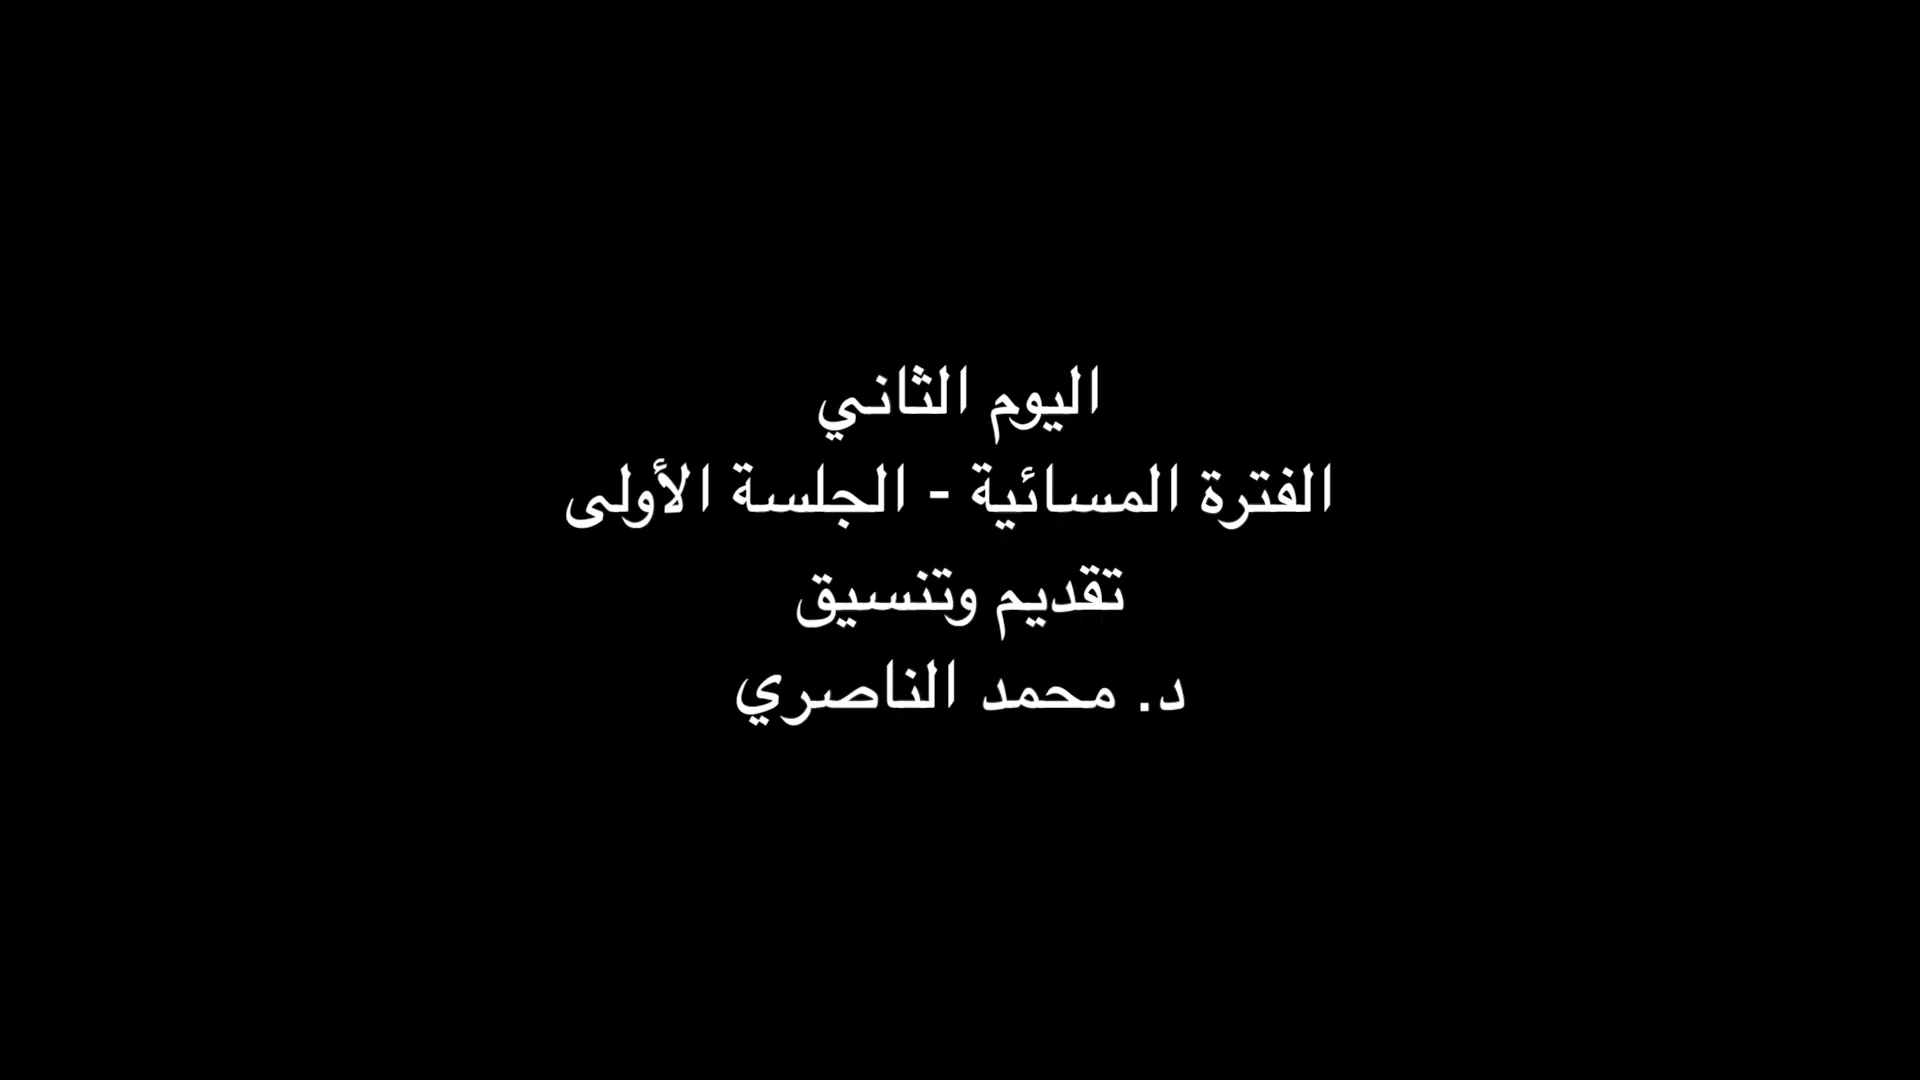 اليوم الثاني
الفترة المسائية - الجلسة الأولى
تقديم وتنسيق
د. محمد الناصري